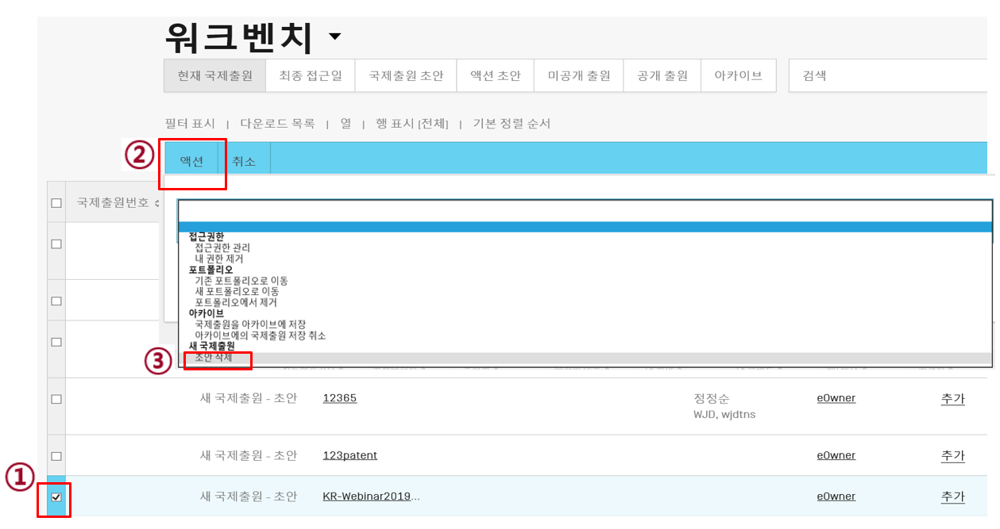 워크벤치
현재 국제출원 최종 접근일 국제출원 초안 액션 초안 미공개 출원 공개 출원 아카이브 검색
필터 표시 | 다운로드 목록 | 열 | 행 표시 [전체] | 기본 정렬 순서
② 액션 취소
국제출원번호
접근권한
접근권한 관리
내 권한 제거
포트폴리오
기존 포트폴리오로 이동
새 포트폴리오로 이동
포트폴리오에서 제거
아카이브
국제출원을 아카이브에 저장
아카이브에의 국제출원 저장 취소
새 국제출원
③ 초안 삭제
새 국제출원 - 초안 12365 정정순 eOwner 추가
WJD, wjdtns
새 국제출원 - 초안 123patent eOwner 추가
①
새 국제출원 - 초안 KR-Webinar2019... eOwner 추가